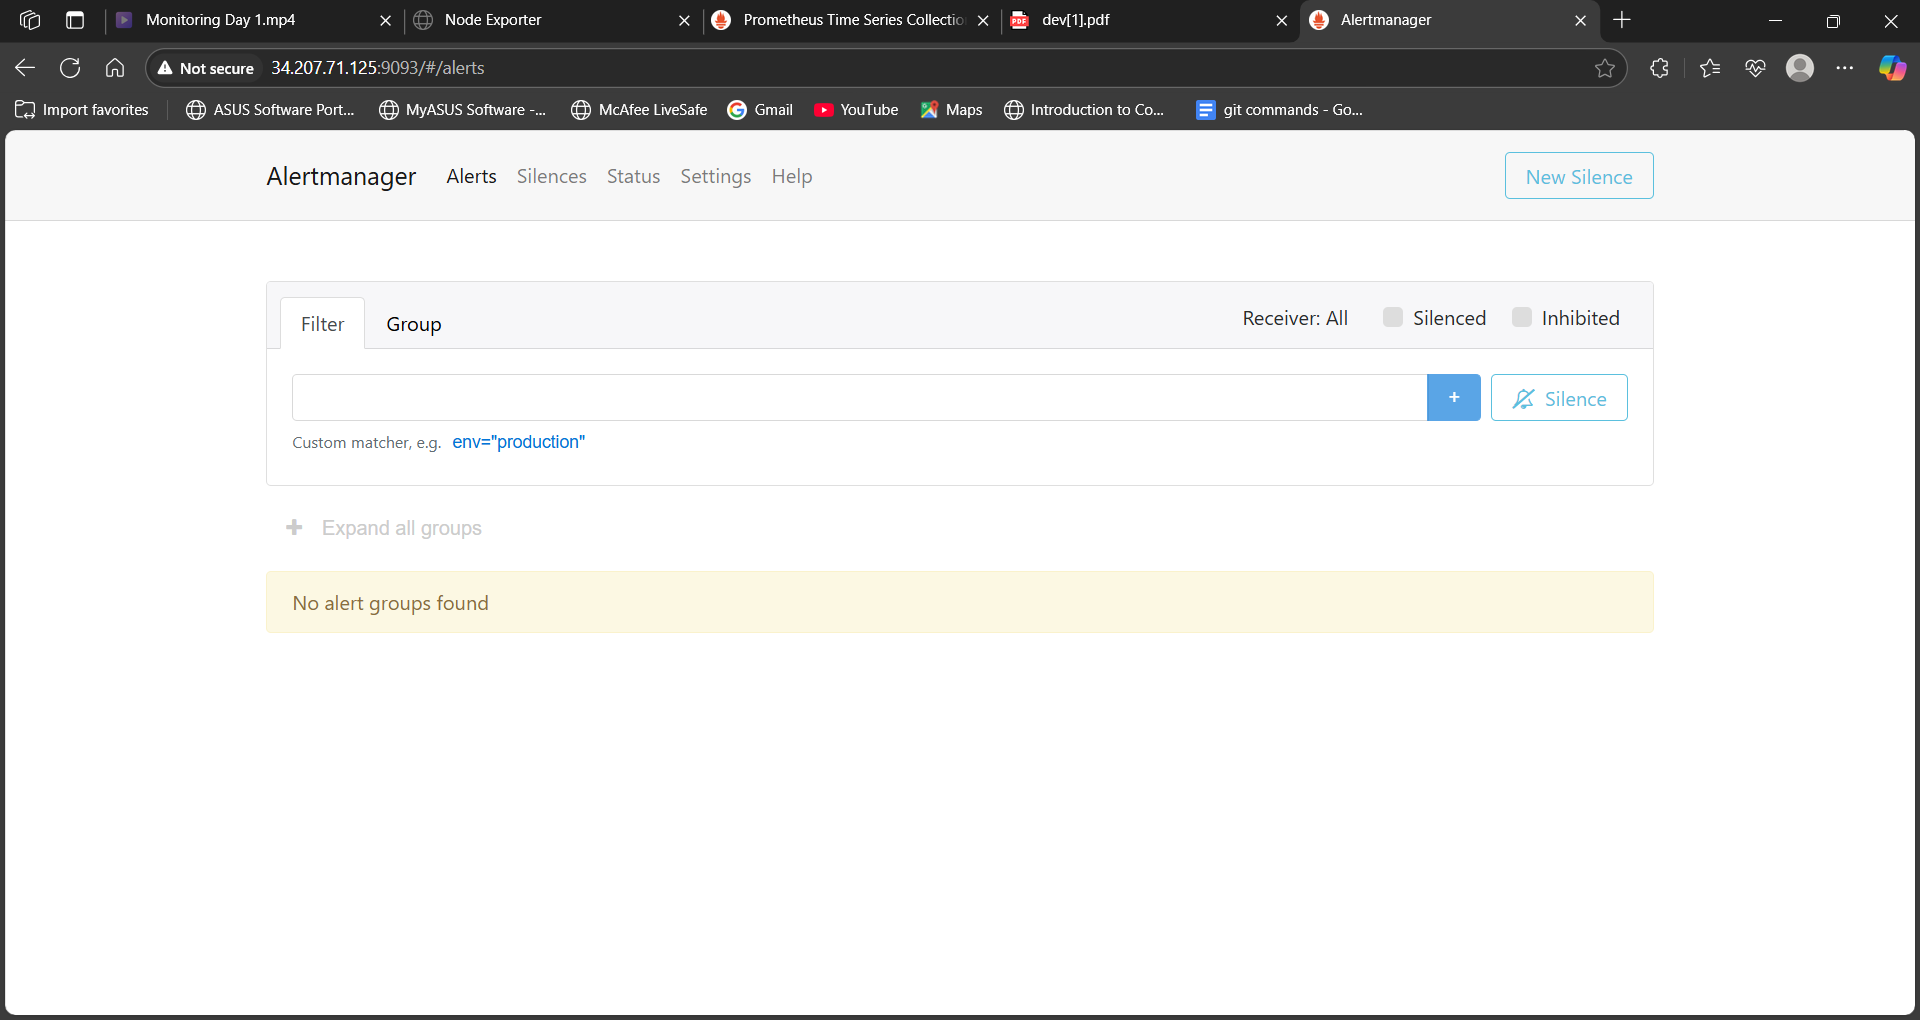 Monitoring Day 1.mp4
Node Exporter
Prometheus Time Series Collectio
PDF
dev[1].pdf
Alertmanager
Not secure
34.207.71.125:9093/#/alerts
Import favorites
ASUS Software Port...
MyASUS Software -...
McAfee LiveSafe
Gmail
YouTube
Maps
Introduction to Co...
git commands - Go...
Alertmanager
Alerts
Silences
Status
Settings
Help
New Silence
Filter
Group
Receiver: All
Silenced
Inhibited
+
Silence
Custom matcher, e.g. env="production"
+ Expand all groups
No alert groups found